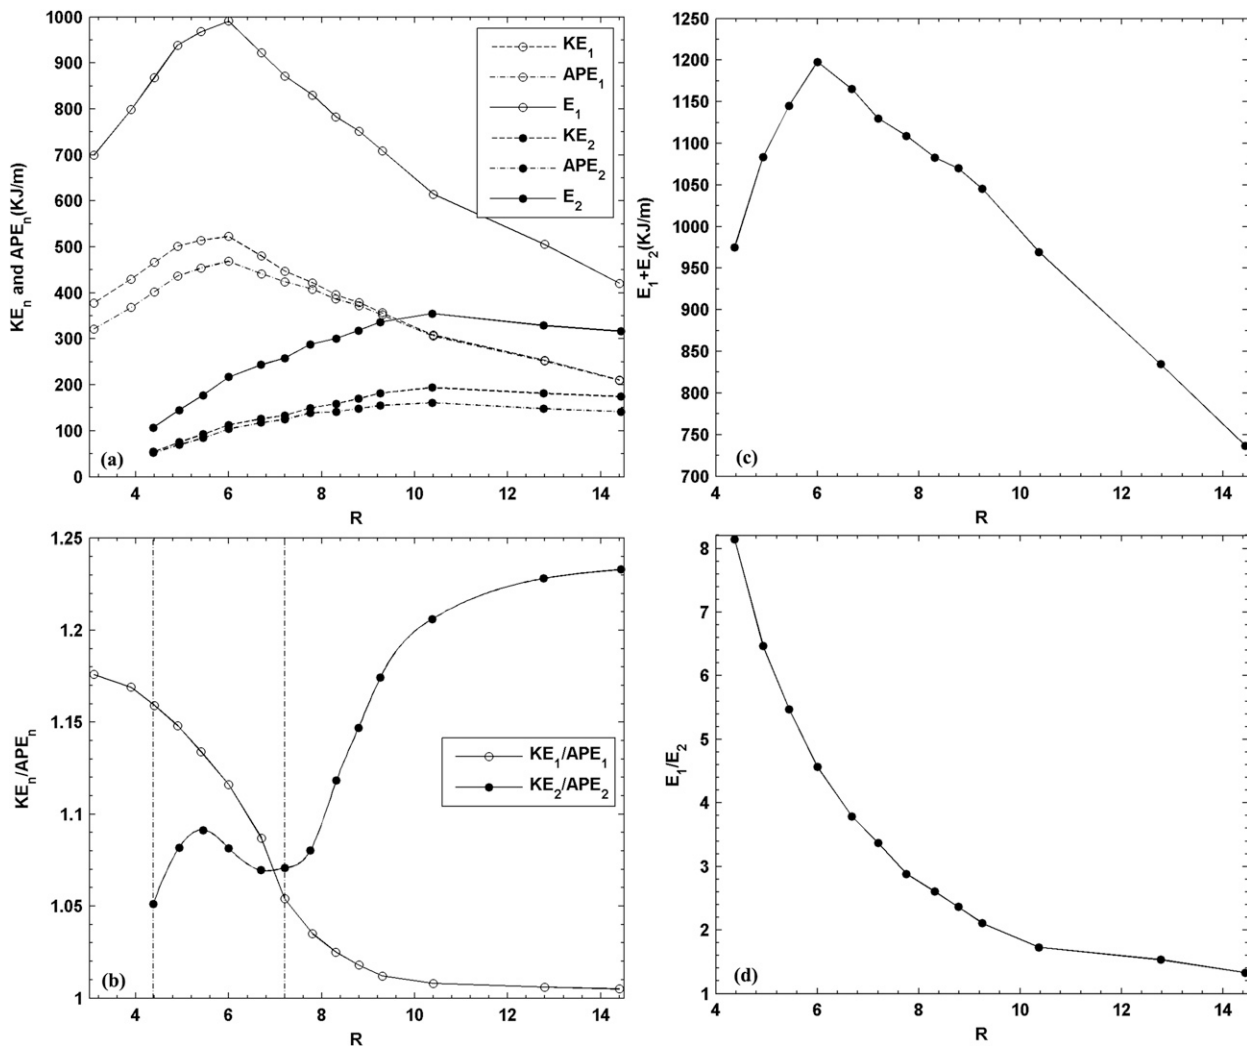 KE_n and APE_n(KJ/m)
1000
900
800
700
600
500
400
300
200
100
0
KE_1
APE_1
E_1
KE_2
APE_2
E_2
(a)
4 6 8 10 12 14
R
E_1+E_2(KJ/m)
1250
1200
1150
1100
1050
1000
950
900
850
800
750
700
(c)
4 6 8 10 12 14
R
KE_n/APE_n
1.25
1.2
1.15
1.1
1.05
1
KE_1/APE_1
KE_2/APE_2
(b)
4 6 8 10 12 14
R
E_1/E_2
8
7
6
5
4
3
2
1
(d)
4 6 8 10 12 14
R